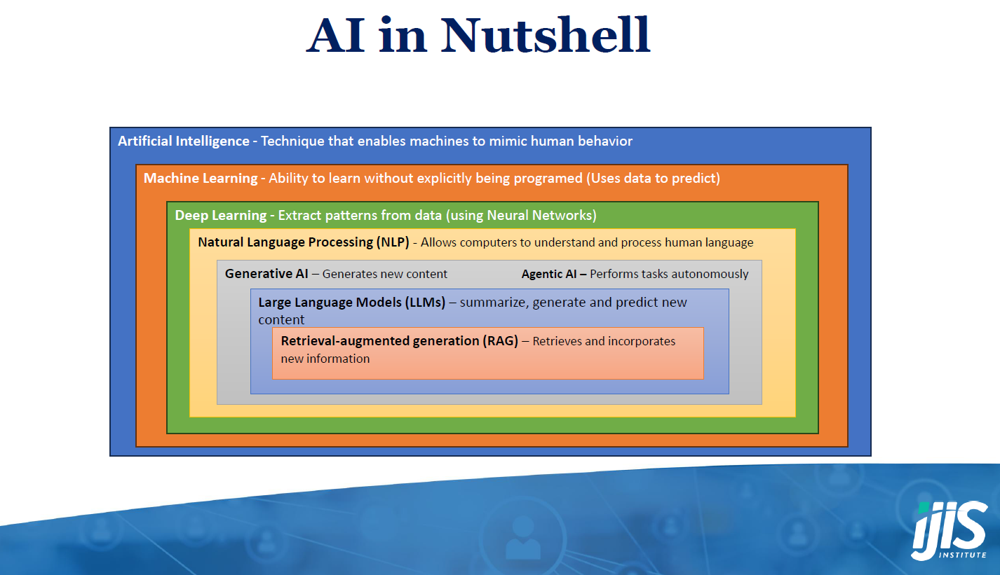 AI in Nutshell
Artificial Intelligence - Technique that enables machines to mimic human behavior
Machine Learning - Ability to learn without explicitly being programed (Uses data to predict)
Deep Learning - Extract patterns from data (using Neural Networks)
Natural Language Processing (NLP) - Allows computers to understand and process human language
Generative AI – Generates new content
Agentic AI – Performs tasks autonomously
Large Language Models (LLMs) – summarize, generate and predict new
content
Retrieval-augmented generation (RAG) – Retrieves and incorporates
new information
ijis
INSTITUTE